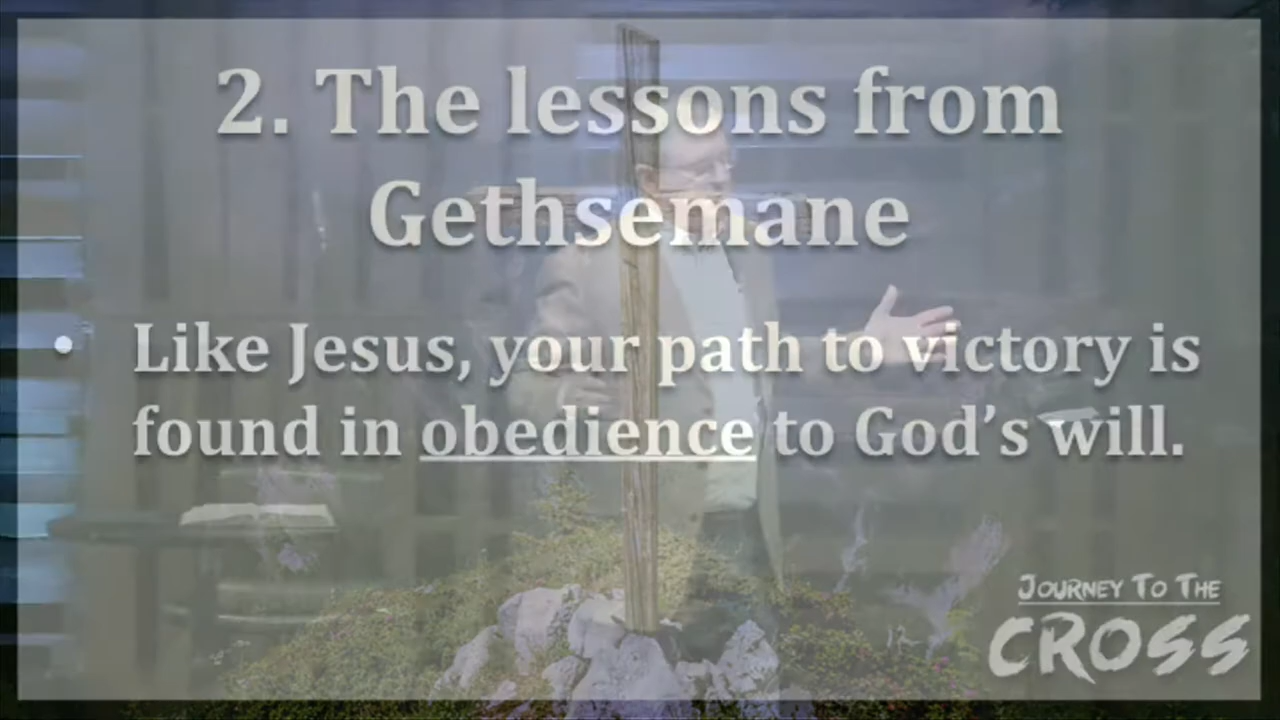 2. The lessons from
Gethsemane
• Like Jesus, your path to victory is
found in obedience to God’s will.
JOURNEY TO THE
CROSS